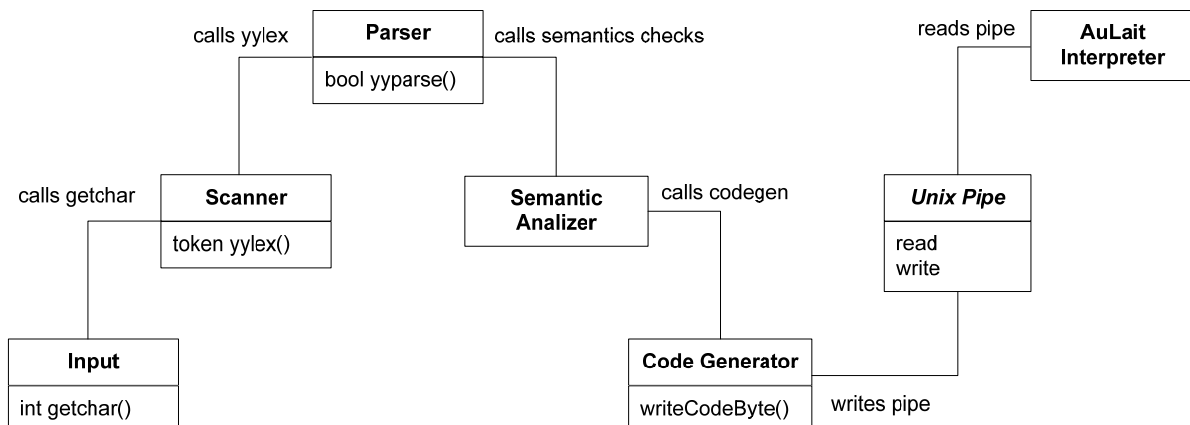 calls yylex
Parser
calls semantics checks
bool yyparse()
reads pipe
AuLait
Interpreter
calls getchar
Scanner
token yylex()
Semantic
Analizer
calls codegen
Unix Pipe
read
write
Input
int getchar()
Code Generator
writeCodeByte()
writes pipe